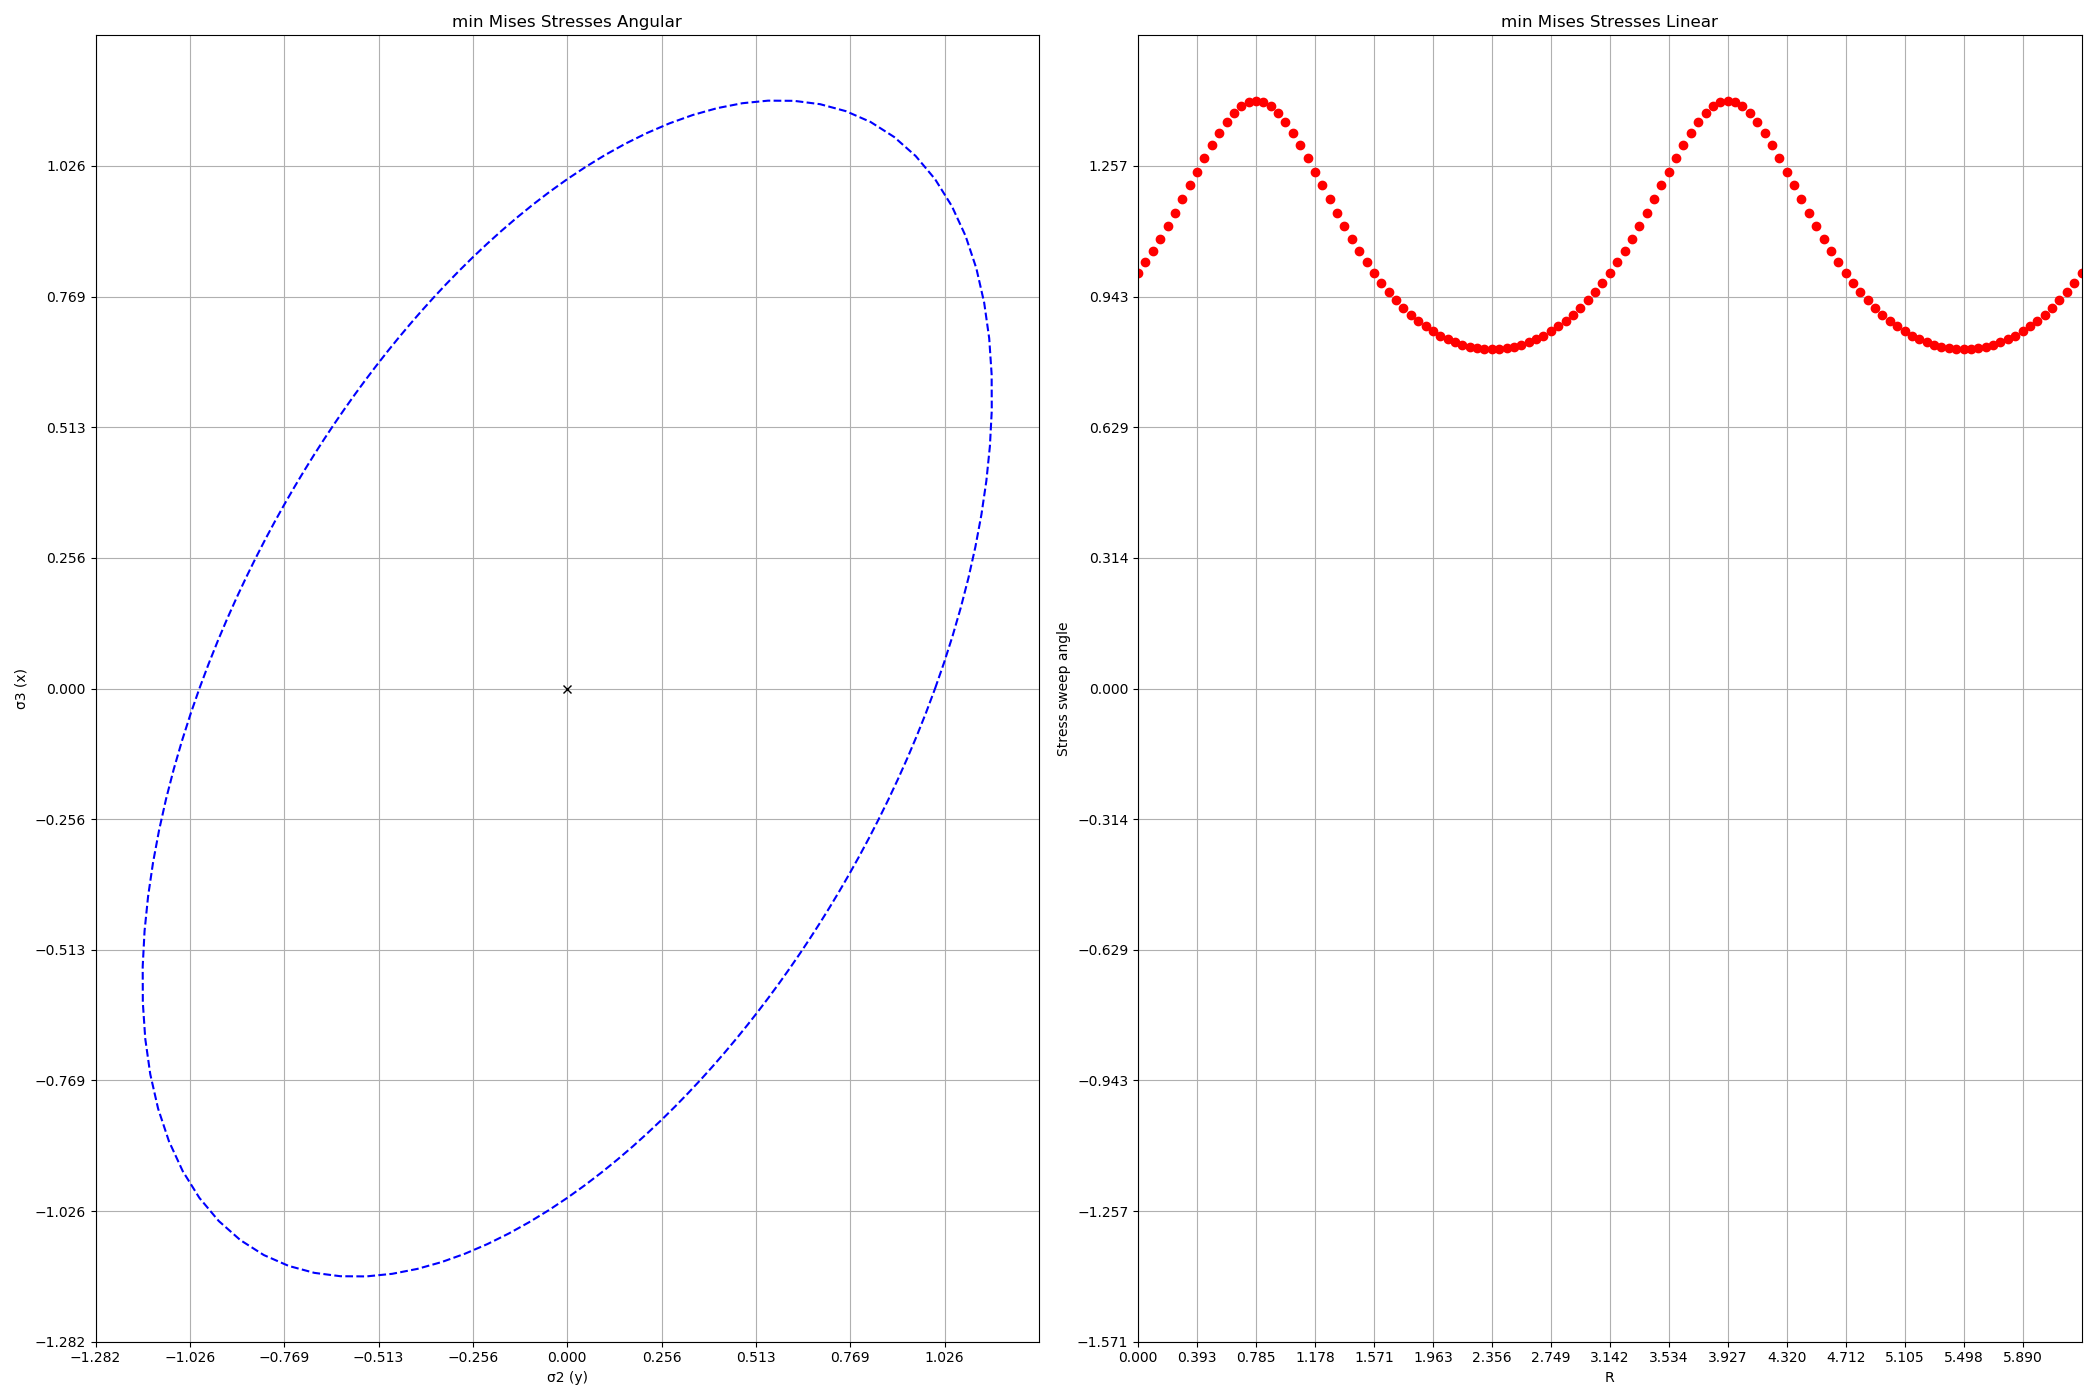 min Mises Stresses Angular
min Mises Stresses Linear
1.026
0.769
0.513
0.256
0.000
−0.256
−0.513
−0.769
−1.026
−1.282
σ3 (x)
−1.282 −1.026 −0.769 −0.513 −0.256 0.000 0.256 0.513 0.769 1.026
σ2 (y)
1.257
0.943
0.629
0.314
0.000
−0.314
−0.629
−0.943
−1.257
−1.571
Stress sweep angle
0.000 0.393 0.785 1.178 1.571 1.963 2.356 2.749 3.142 3.534 3.927 4.320 4.712 5.105 5.498 5.890
R